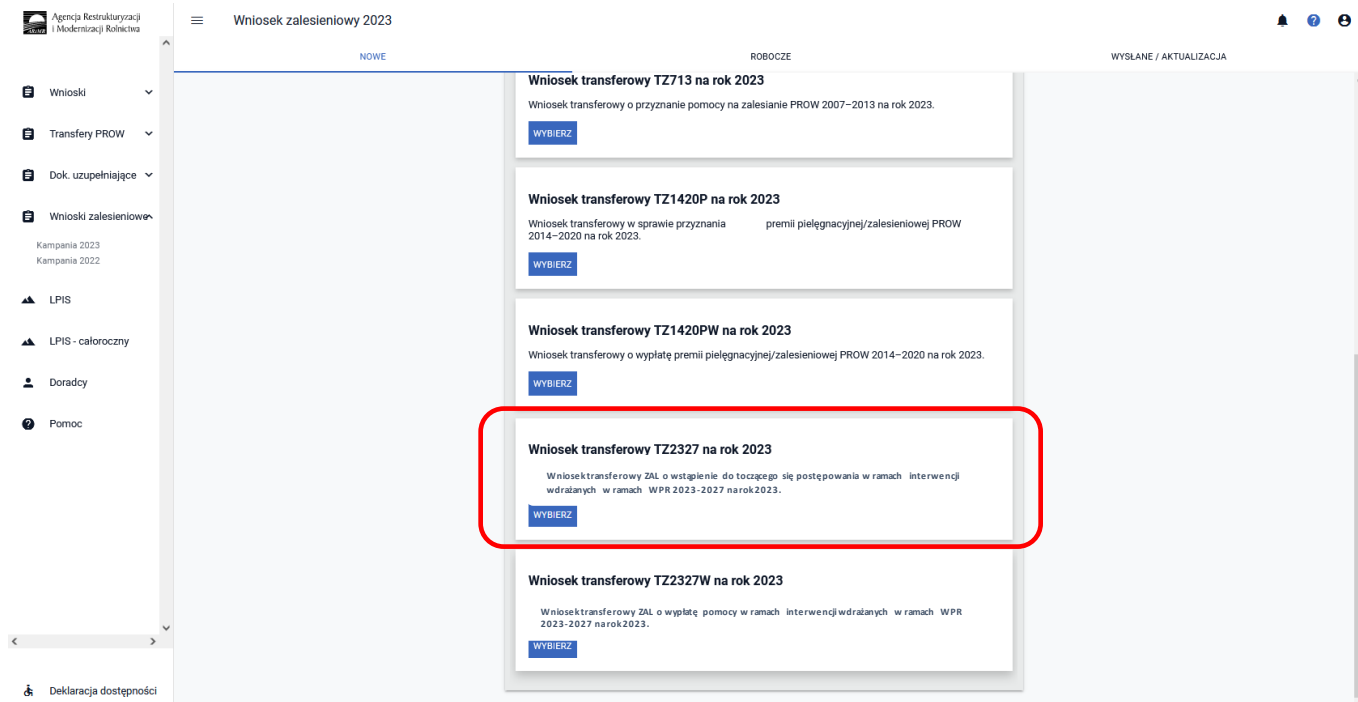 Agencja Restrukturyzacji
i Modernizacji Rolnictwa
ARiMR
Wniosek zalesieniowy 2023
NOWE
ROBOCZE
WYSŁANE / AKTUALIZACJA
Wnioski
Transfery PROW
Dok. uzupełniające
Wnioski zalesieniowe
Kampania 2023
Kampania 2022
LPIS
LPIS - całoroczny
Doradcy
Pomoc
Deklaracja dostępności
Wniosek transferowy TZ713 na rok 2023
Wniosek transferowy o przyznanie pomocy na zalesianie PROW 2007–2013 na rok 2023.
WYBIERZ
Wniosek transferowy TZ1420P na rok 2023
Wniosek transferowy w sprawie przyznania premii pielęgnacyjnej/zalesieniowej PROW
2014–2020 na rok 2023.
WYBIERZ
Wniosek transferowy TZ1420PW na rok 2023
Wniosek transferowy o wypłatę premii pielęgnacyjnej/zalesieniowej PROW 2014–2020 na rok 2023.
WYBIERZ
Wniosek transferowy TZ2327 na rok 2023
Wniosek transferowy ZAL o wstąpienie do toczącego się postępowania w ramach interwencji
wdrażanych w ramach WPR 2023-2027 na rok 2023.
WYBIERZ
Wniosek transferowy TZ2327W na rok 2023
Wniosek transferowy ZAL o wypłatę pomocy w ramach interwencji wdrażanych w ramach WPR
2023-2027 na rok 2023.
WYBIERZ